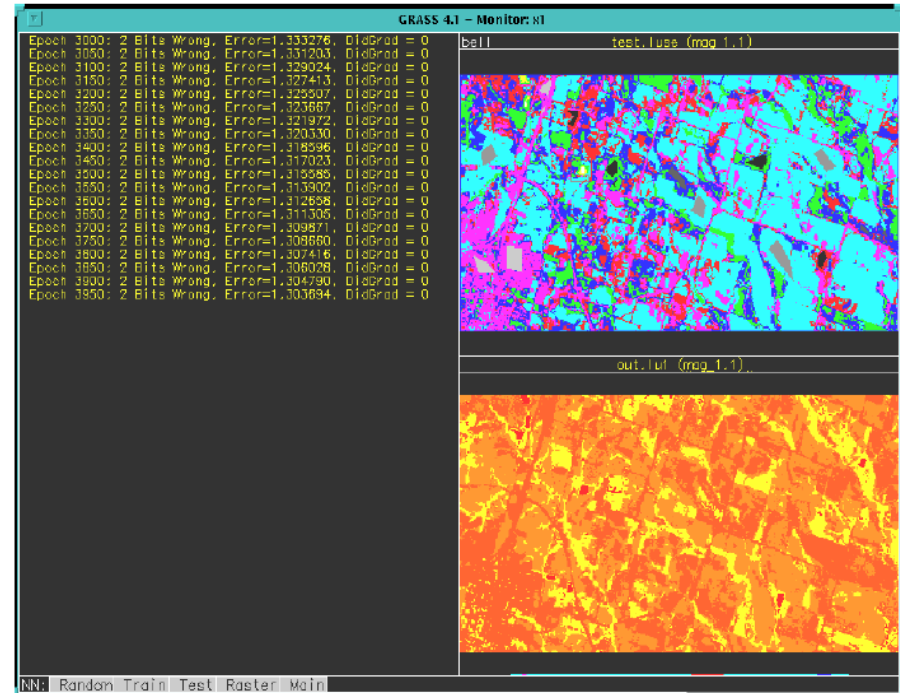 GRASS 4.1 – Monitor: x1
Epoch 3000: 2 Bits Wrong, Error=1.333276, DidGrad = 0
Epoch 3050: 2 Bits Wrong, Error=1.331203, DidGrad = 0
Epoch 3100: 2 Bits Wrong, Error=1.329024, DidGrad = 0
Epoch 3150: 2 Bits Wrong, Error=1.327413, DidGrad = 0
Epoch 3200: 2 Bits Wrong, Error=1.325507, DidGrad = 0
Epoch 3250: 2 Bits Wrong, Error=1.323667, DidGrad = 0
Epoch 3300: 2 Bits Wrong, Error=1.321972, DidGrad = 0
Epoch 3350: 2 Bits Wrong, Error=1.320330, DidGrad = 0
Epoch 3400: 2 Bits Wrong, Error=1.318596, DidGrad = 0
Epoch 3450: 2 Bits Wrong, Error=1.317023, DidGrad = 0
Epoch 3500: 2 Bits Wrong, Error=1.315585, DidGrad = 0
Epoch 3550: 2 Bits Wrong, Error=1.313902, DidGrad = 0
Epoch 3600: 2 Bits Wrong, Error=1.312658, DidGrad = 0
Epoch 3650: 2 Bits Wrong, Error=1.311305, DidGrad = 0
Epoch 3700: 2 Bits Wrong, Error=1.309871, DidGrad = 0
Epoch 3750: 2 Bits Wrong, Error=1.308660, DidGrad = 0
Epoch 3800: 2 Bits Wrong, Error=1.307416, DidGrad = 0
Epoch 3850: 2 Bits Wrong, Error=1.306028, DidGrad = 0
Epoch 3900: 2 Bits Wrong, Error=1.304790, DidGrad = 0
Epoch 3950: 2 Bits Wrong, Error=1.303694, DidGrad = 0
bell test.luse (mag 1.1)
out.lu1 (mag_1.1)
NN: Random Train Test Raster Main